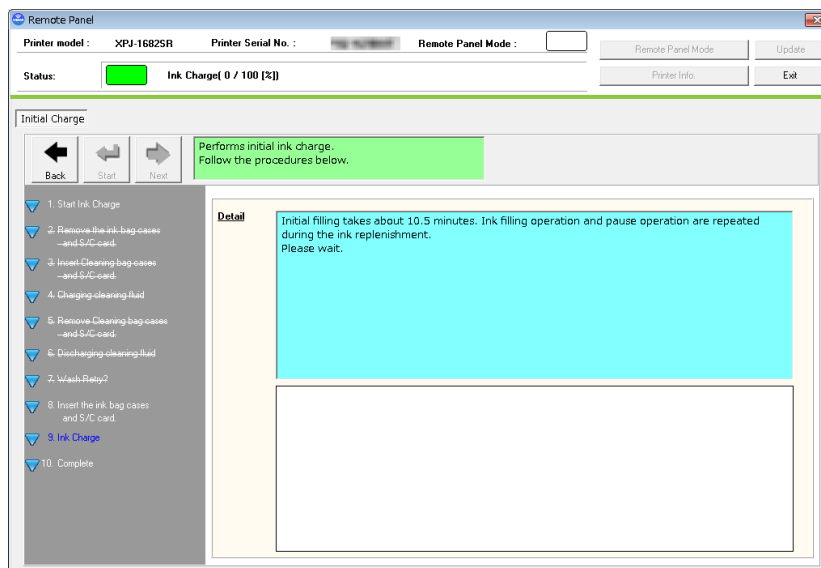 Remote Panel
Printer model : XPJ-1682SR Printer Serial No. : Remote Panel Mode :
Remote Panel Mode Update
Status: Ink Charge( 0 / 100 [%]) Printer Info. Exit
Initial Charge
Back Start Next
Performs initial ink charge.
Follow the procedures below.
1. Start Ink Charge
2. Remove the ink bag cases
and S/C card.
3. Insert Cleaning bag cases
and S/C card.
4. Charging cleaning fluid
5. Remove Cleaning bag cases
and S/C card.
6. Discharging cleaning fluid
7. Wash Retry?
8. Insert the ink bag cases
and S/C card.
9. Ink Charge
10. Complete
Detail
Initial filling takes about 10.5 minutes. Ink filling operation and pause operation are repeated
during the ink replenishment.
Please wait.